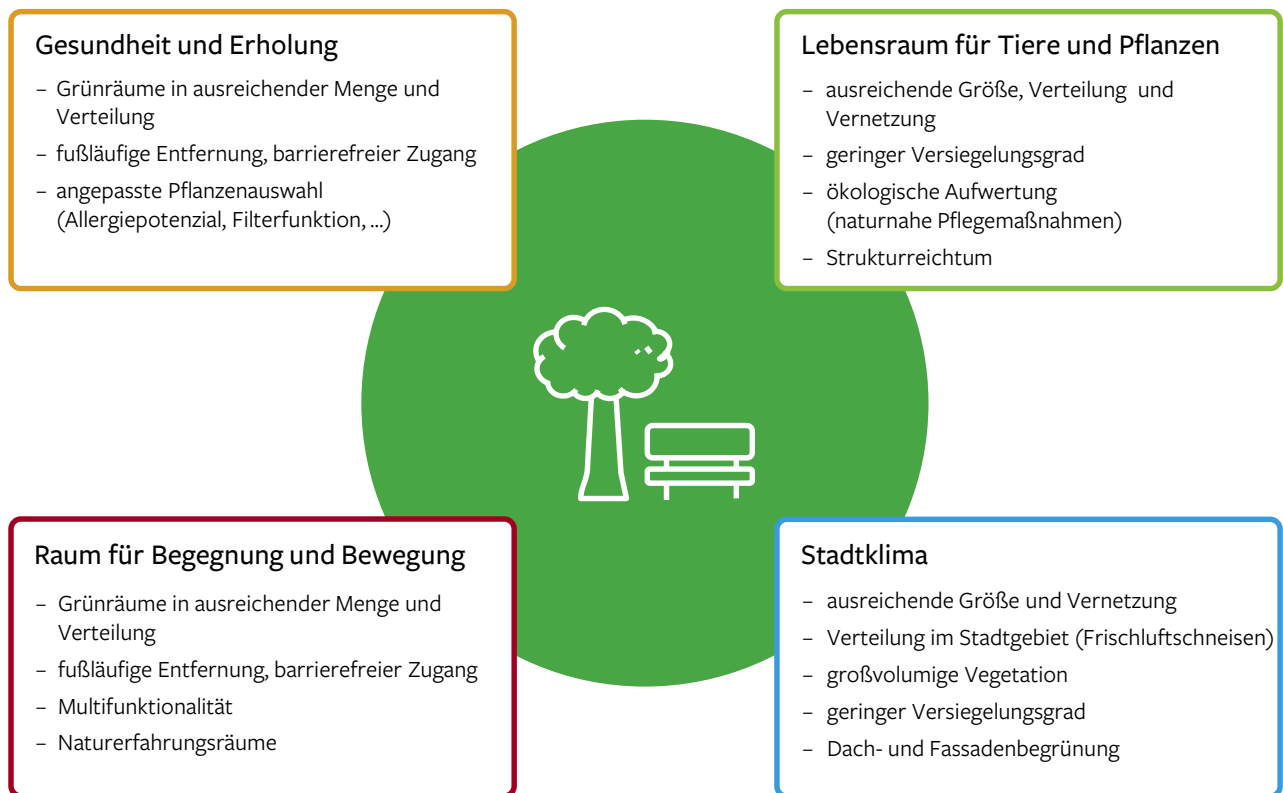 Gesundheit und Erholung
– Grünräume in ausreichender Menge und
Verteilung
– fußläufige Entfernung, barrierefreier Zugang
– angepasste Pflanzenauswahl
(Allergiepotenzial, Filterfunktion, ...)
Lebensraum für Tiere und Pflanzen
– ausreichende Größe, Verteilung und
Vernetzung
– geringer Versiegelungsgrad
– ökologische Aufwertung
(naturnahe Pflegemaßnahmen)
– Strukturreichtum
Raum für Begegnung und Bewegung
– Grünräume in ausreichender Menge und
Verteilung
– fußläufige Entfernung, barrierefreier Zugang
– Multifunktionalität
– Naturerfahrungsräume
Stadtklima
– ausreichende Größe und Vernetzung
– Verteilung im Stadtgebiet (Frischluftschneisen)
– großvolumige Vegetation
– geringer Versiegelungsgrad
– Dach- und Fassadenbegrünung